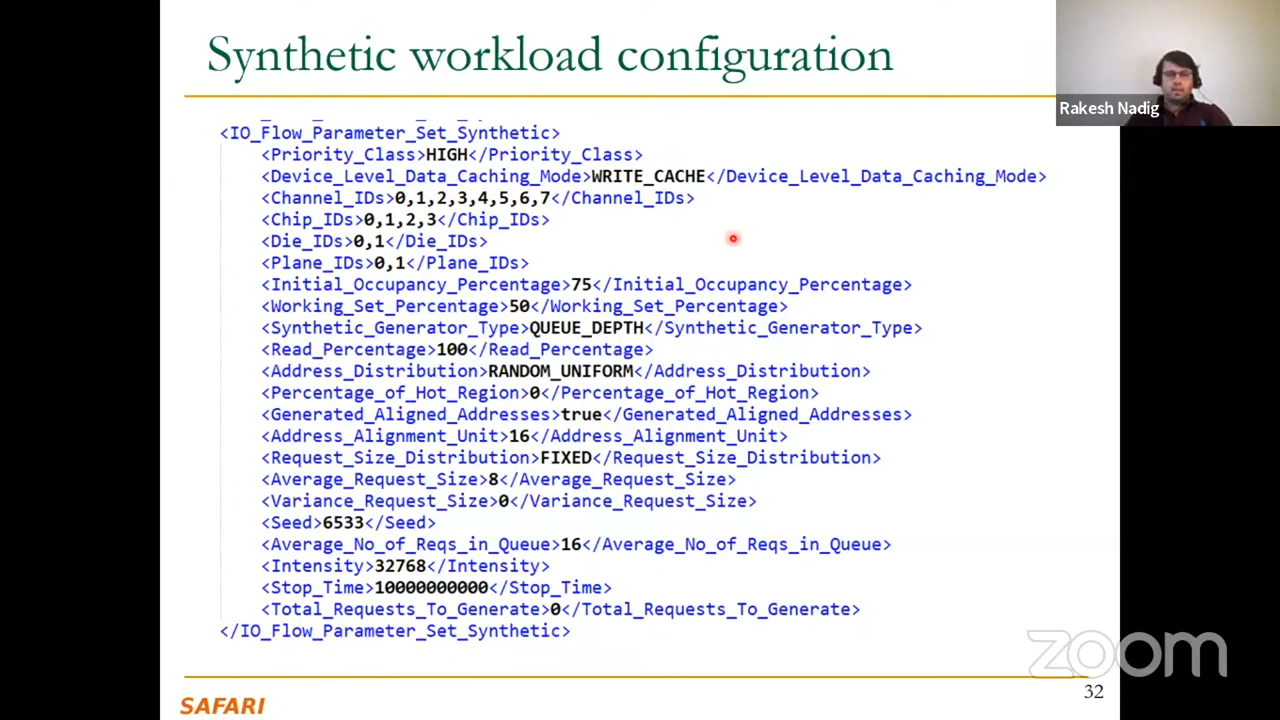 Synthetic workload configuration
Rakesh Nadig
<IO_Flow_Parameter_Set_Synthetic>
<Priority_Class>HIGH</Priority_Class>
<Device_Level_Data_Caching_Mode>WRITE_CACHE</Device_Level_Data_Caching_Mode>
<Channel_IDs>0,1,2,3,4,5,6,7</Channel_IDs>
<Chip_IDs>0,1,2,3</Chip_IDs>
<Die_IDs>0,1</Die_IDs>
<Plane_IDs>0,1</Plane_IDs>
<Initial_Occupancy_Percentage>75</Initial_Occupancy_Percentage>
<Working_Set_Percentage>50</Working_Set_Percentage>
<Synthetic_Generator_Type>QUEUE_DEPTH</Synthetic_Generator_Type>
<Read_Percentage>100</Read_Percentage>
<Address_Distribution>RANDOM_UNIFORM</Address_Distribution>
<Percentage_of_Hot_Region>0</Percentage_of_Hot_Region>
<Generated_Aligned_Addresses>true</Generated_Aligned_Addresses>
<Address_Alignment_Unit>16</Address_Alignment_Unit>
<Request_Size_Distribution>FIXED</Request_Size_Distribution>
<Average_Request_Size>8</Average_Request_Size>
<Variance_Request_Size>0</Variance_Request_Size>
<Seed>6533</Seed>
<Average_No_of_Reqs_in_Queue>16</Average_No_of_Reqs_in_Queue>
<Intensity>32768</Intensity>
<Stop_Time>10000000000</Stop_Time>
<Total_Requests_To_Generate>0</Total_Requests_To_Generate>
</IO_Flow_Parameter_Set_Synthetic>
zoom
32
SAFARI